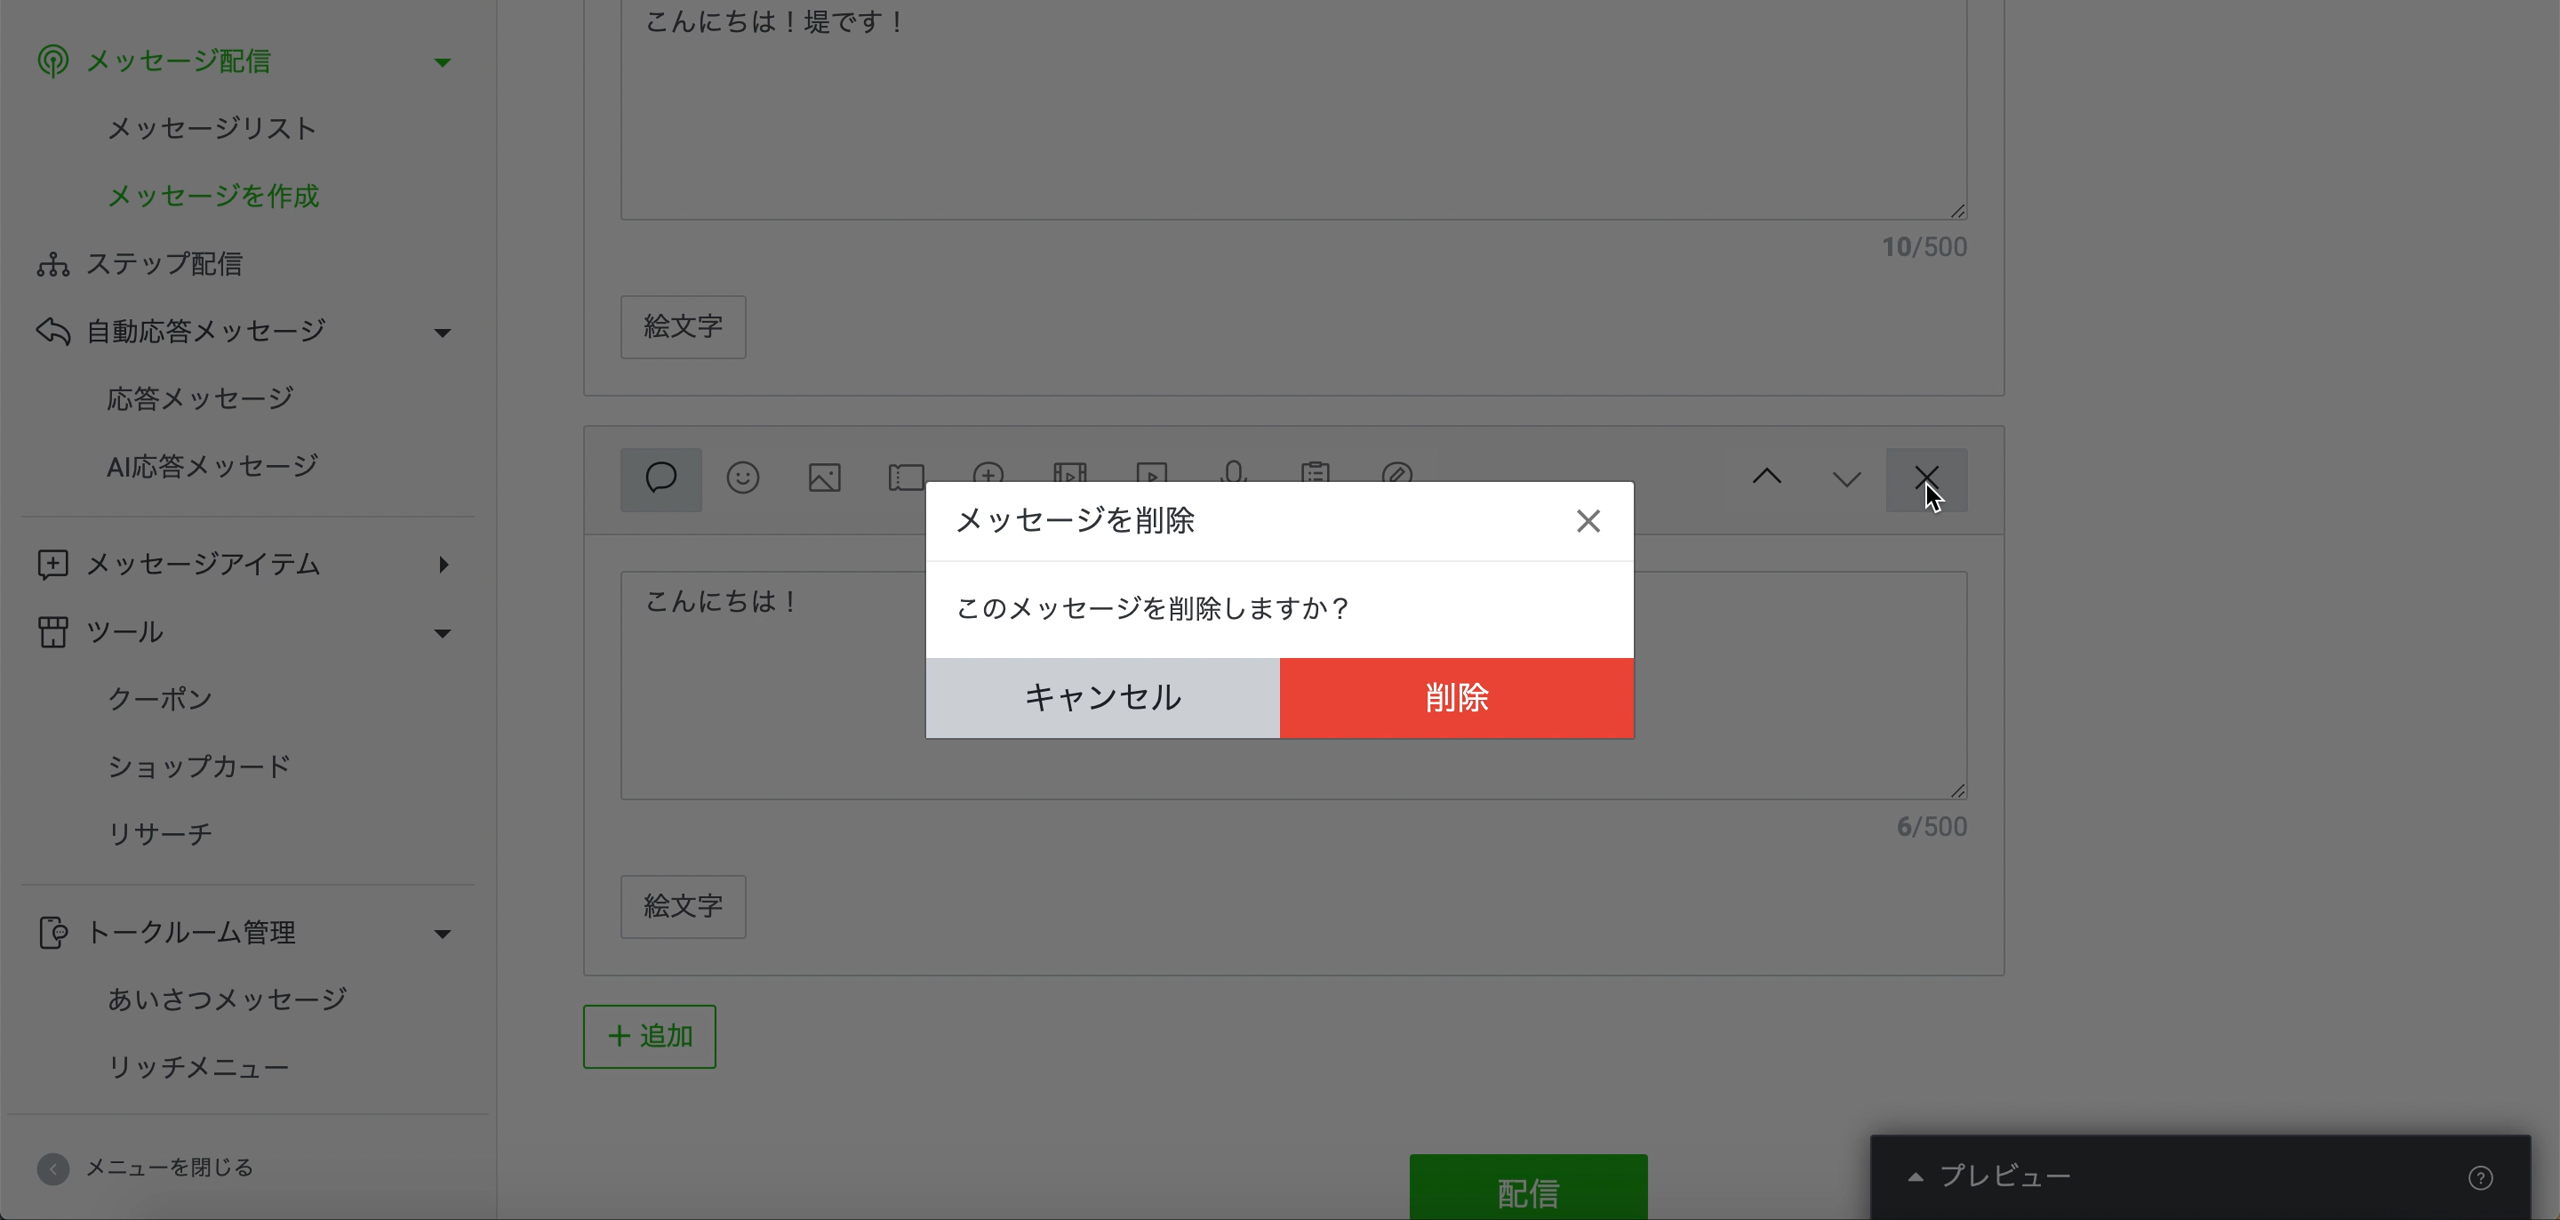 メッセージ配信
メッセージリスト
メッセージを作成
ステップ配信
自動応答メッセージ
応答メッセージ
AI応答メッセージ
メッセージアイテム
ツール
クーポン
ショップカード
リサーチ
トークルーム管理
あいさつメッセージ
リッチメニュー
メニューを閉じる
こんにちは！堤です！
10/500
絵文字
メッセージを削除
このメッセージを削除しますか？
キャンセル
削除
こんにちは！
6/500
絵文字
+ 追加
配信
プレビュー
?